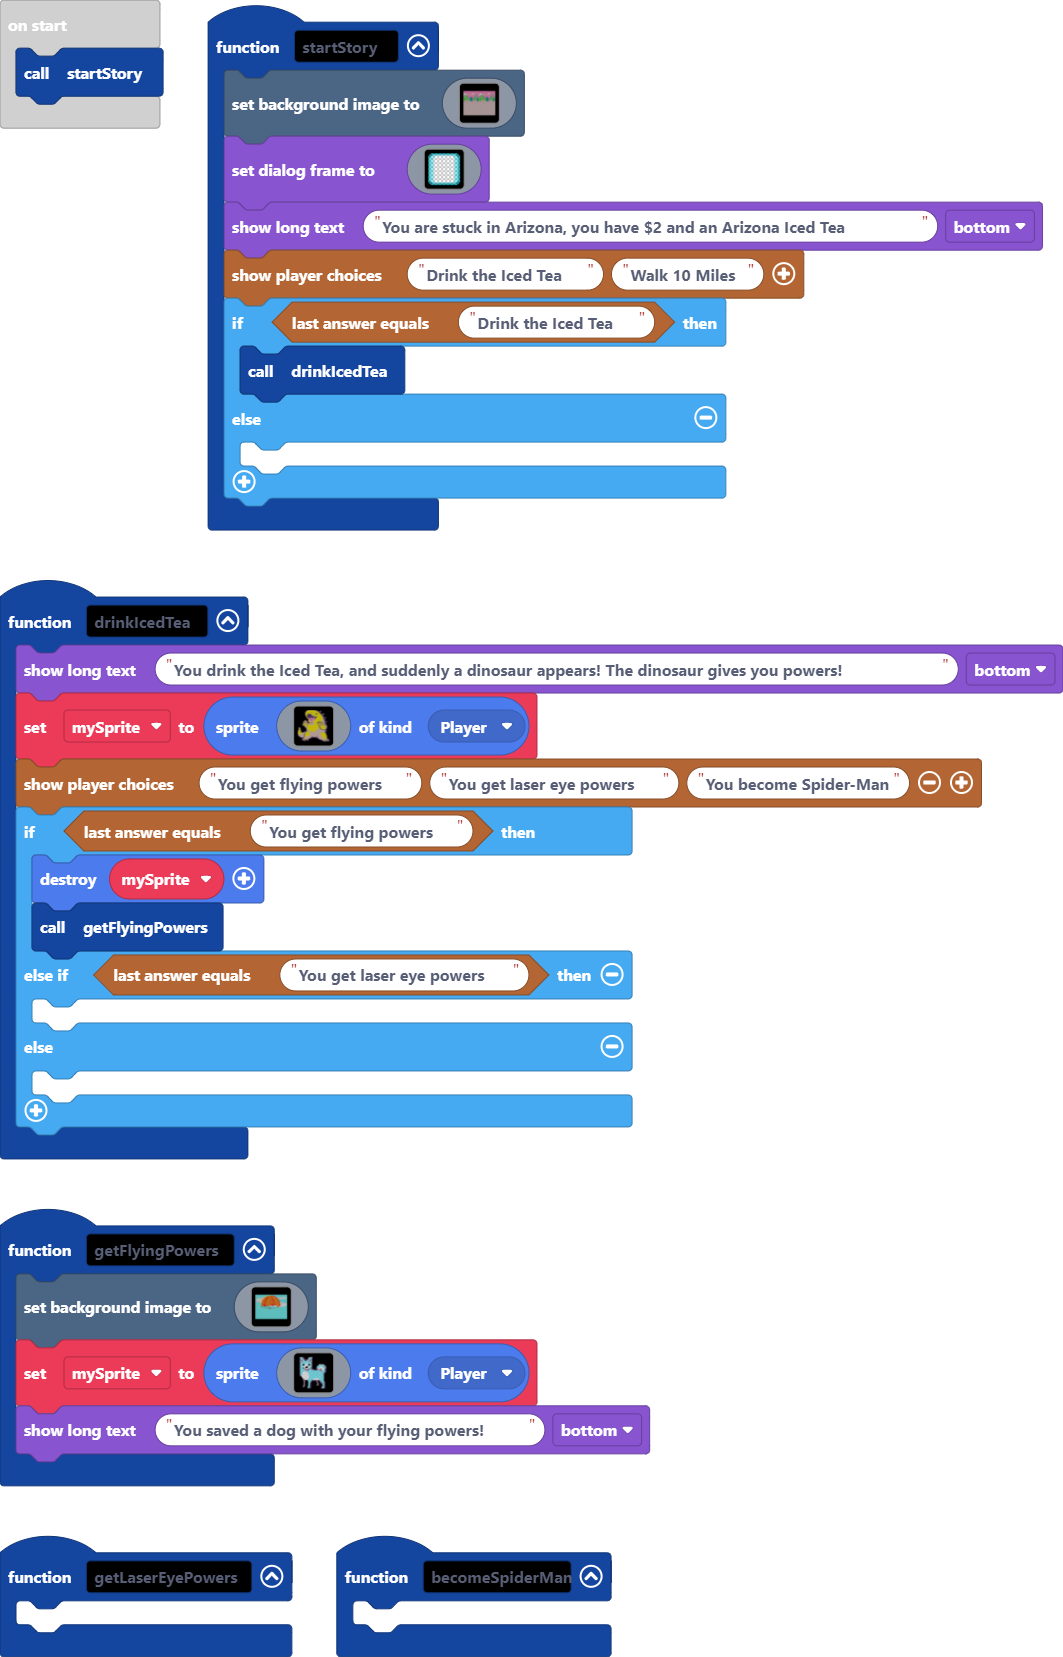 on start
call startStory
function startStory
set background image to
set dialog frame to
show long text "You are stuck in Arizona, you have $2 and an Arizona Iced Tea" bottom
show player choices "Drink the Iced Tea" "Walk 10 Miles"
if last answer equals "Drink the Iced Tea" then
call drinkIcedTea
else
function drinkIcedTea
show long text "You drink the Iced Tea, and suddenly a dinosaur appears! The dinosaur gives you powers!" bottom
set mySprite to sprite of kind Player
show player choices "You get flying powers" "You get laser eye powers" "You become Spider-Man"
if last answer equals "You get flying powers" then
destroy mySprite
call getFlyingPowers
else if last answer equals "You get laser eye powers" then
else
function getFlyingPowers
set background image to
set mySprite to sprite of kind Player
show long text "You saved a dog with your flying powers!" bottom
function getLaserEyePowers function becomeSpiderMan